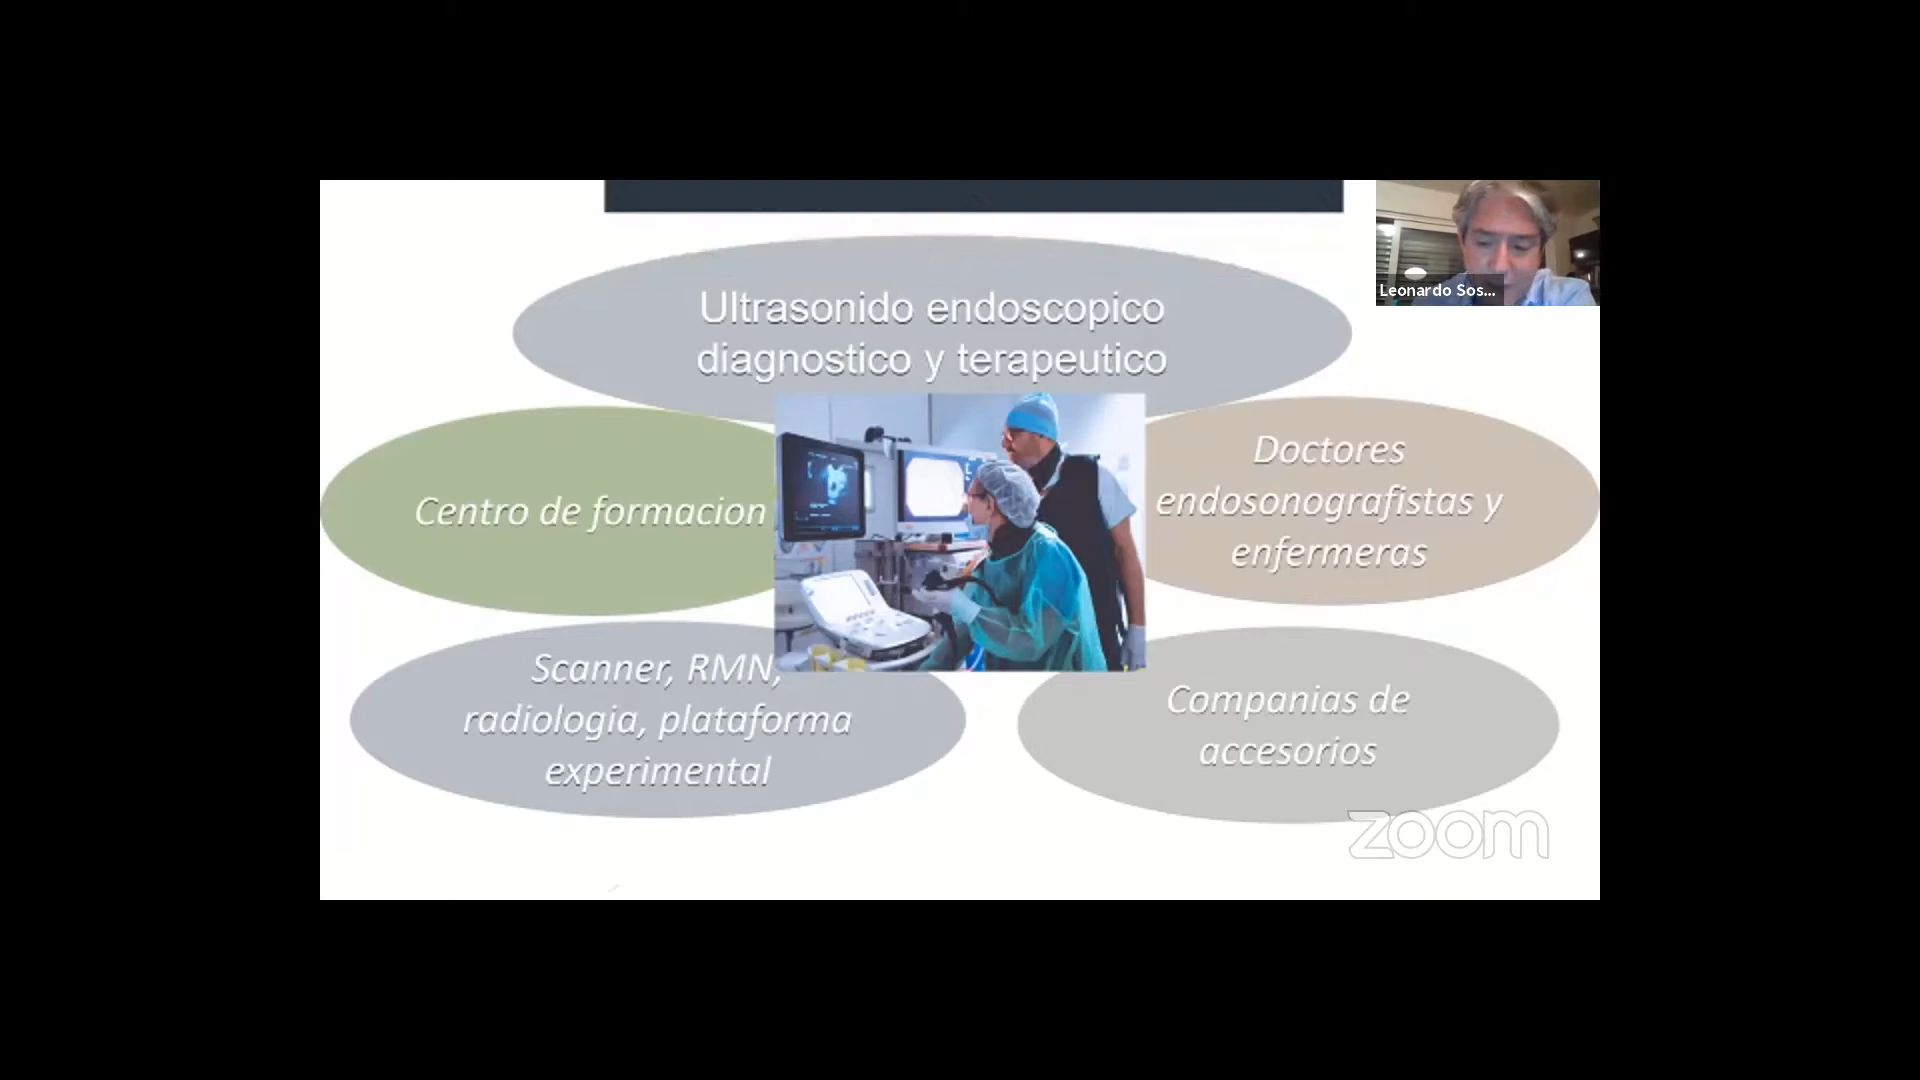 Ultrasonido endoscopico
diagnostico y terapeutico
Leonardo Sos...
Centro de formacion
Doctores
endosonografistas y
enfermeras
Scanner, RMN,
radiologia, plataforma
experimental
Companias de
accesorios
zoom